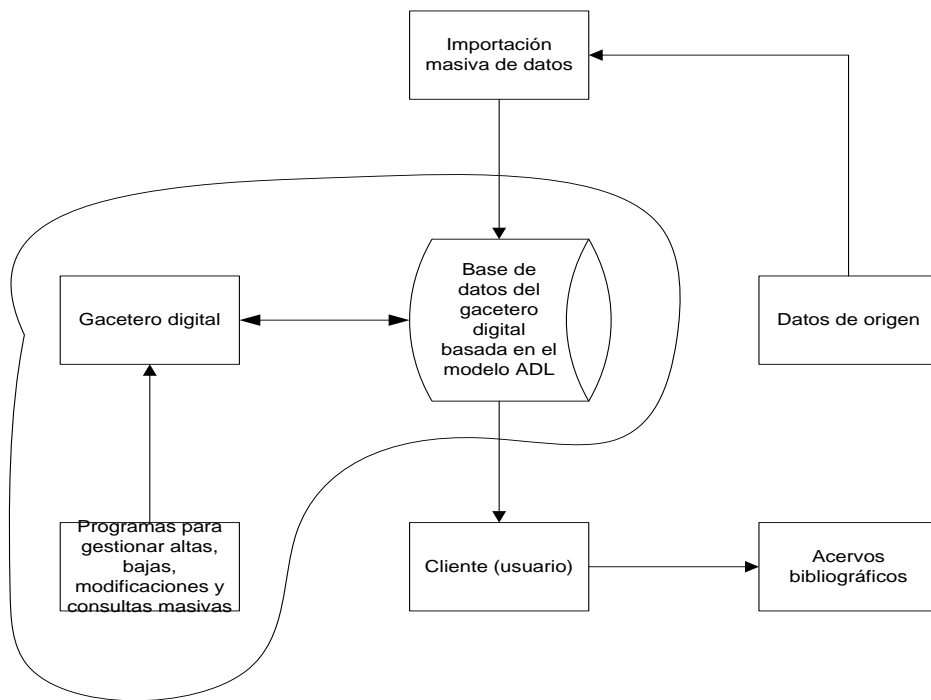 Importación
masiva de datos
Base de
datos del
gacetero
digital
basada en el
modelo ADL
Gacetero digital
Datos de origen
Programas para
gestionar altas,
bajas,
modificaciones y
consultas masivas
Cliente (usuario)
Acervos
bibliográficos